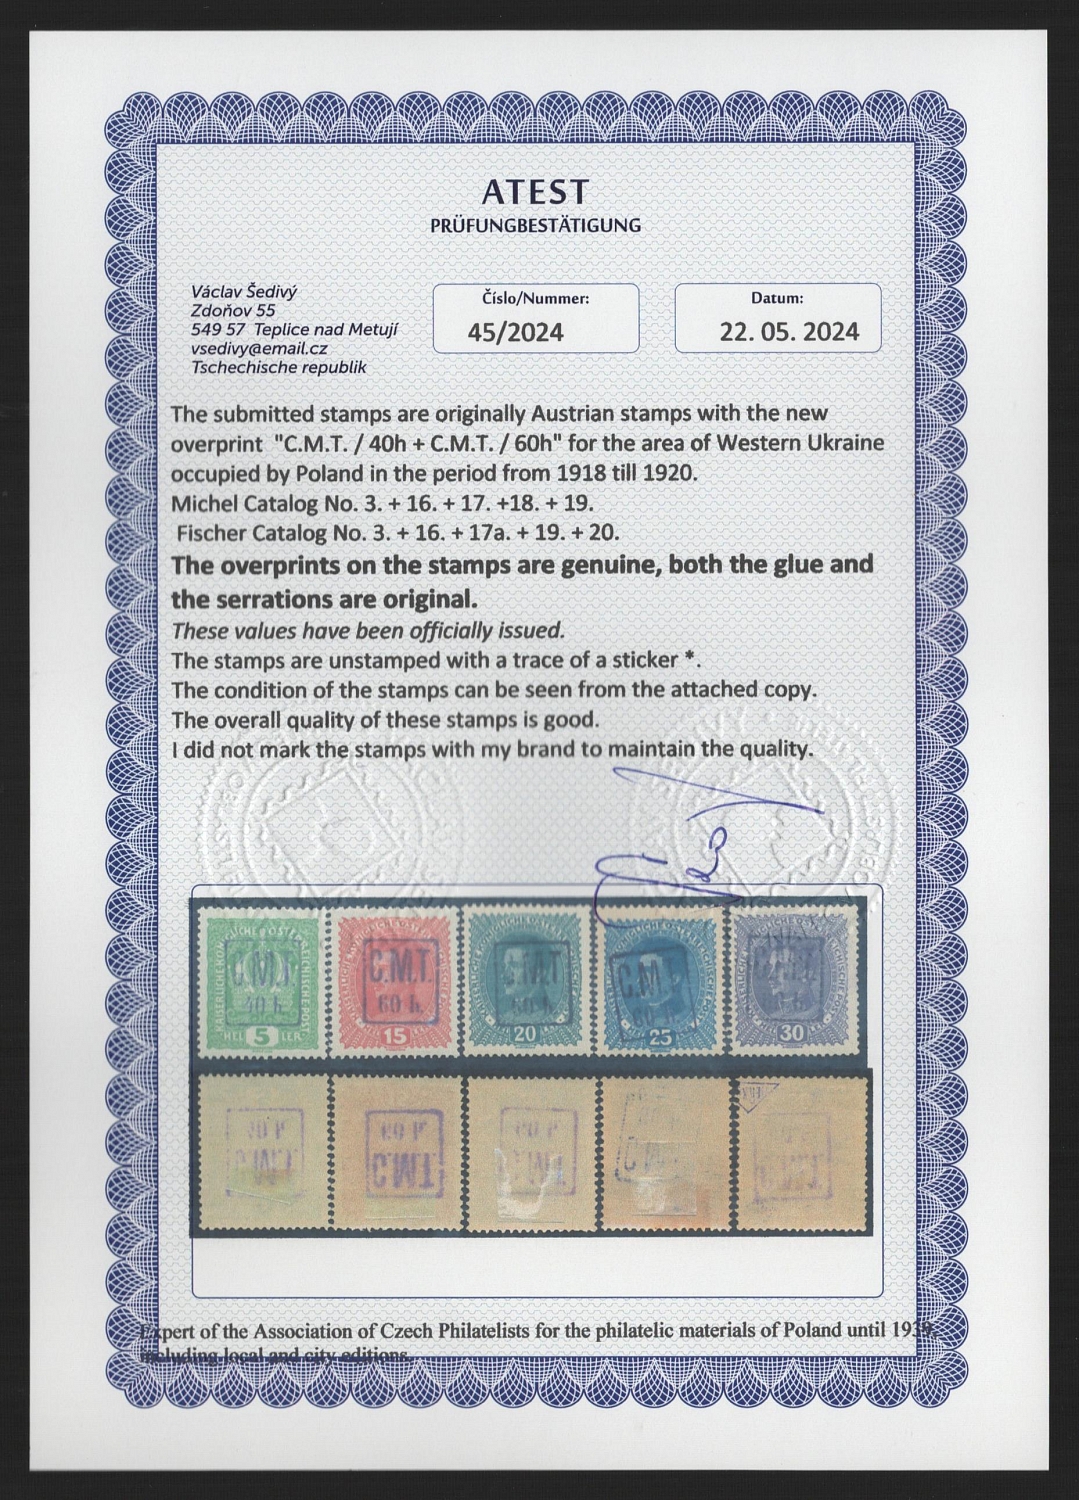 ATEST
PRÜFUNGBESTÄTIGUNG
Václav Šedivý
Zdoňov 55
549 57 Teplice nad Metují
vsedivy@email.cz
Tschechische republik
Číslo/Nummer:
45/2024
Datum:
22. 05. 2024
The submitted stamps are originally Austrian stamps with the new
overprint "C.M.T. / 40h + C.M.T. / 60h" for the area of Western Ukraine
occupied by Poland in the period from 1918 till 1920.
Michel Catalog No. 3. + 16. + 17. +18. + 19.
Fischer Catalog No. 3. + 16. + 17a. + 19. + 20.
The overprints on the stamps are genuine, both the glue and
the serrations are original.
These values have been officially issued.
The stamps are unstamped with a trace of a sticker *.
The condition of the stamps can be seen from the attached copy.
The overall quality of these stamps is good.
I did not mark the stamps with my brand to maintain the quality.
C.M.T. C.M.T. C.M.T. C.M.T. C.M.T.
40 h. 60 h. 60 h. 60 h.
HEL 5 LER 15 20 25 30
Expert of the Association of Czech Philatelists for the philatelic materials of Poland until 1939,
including local and city editions.